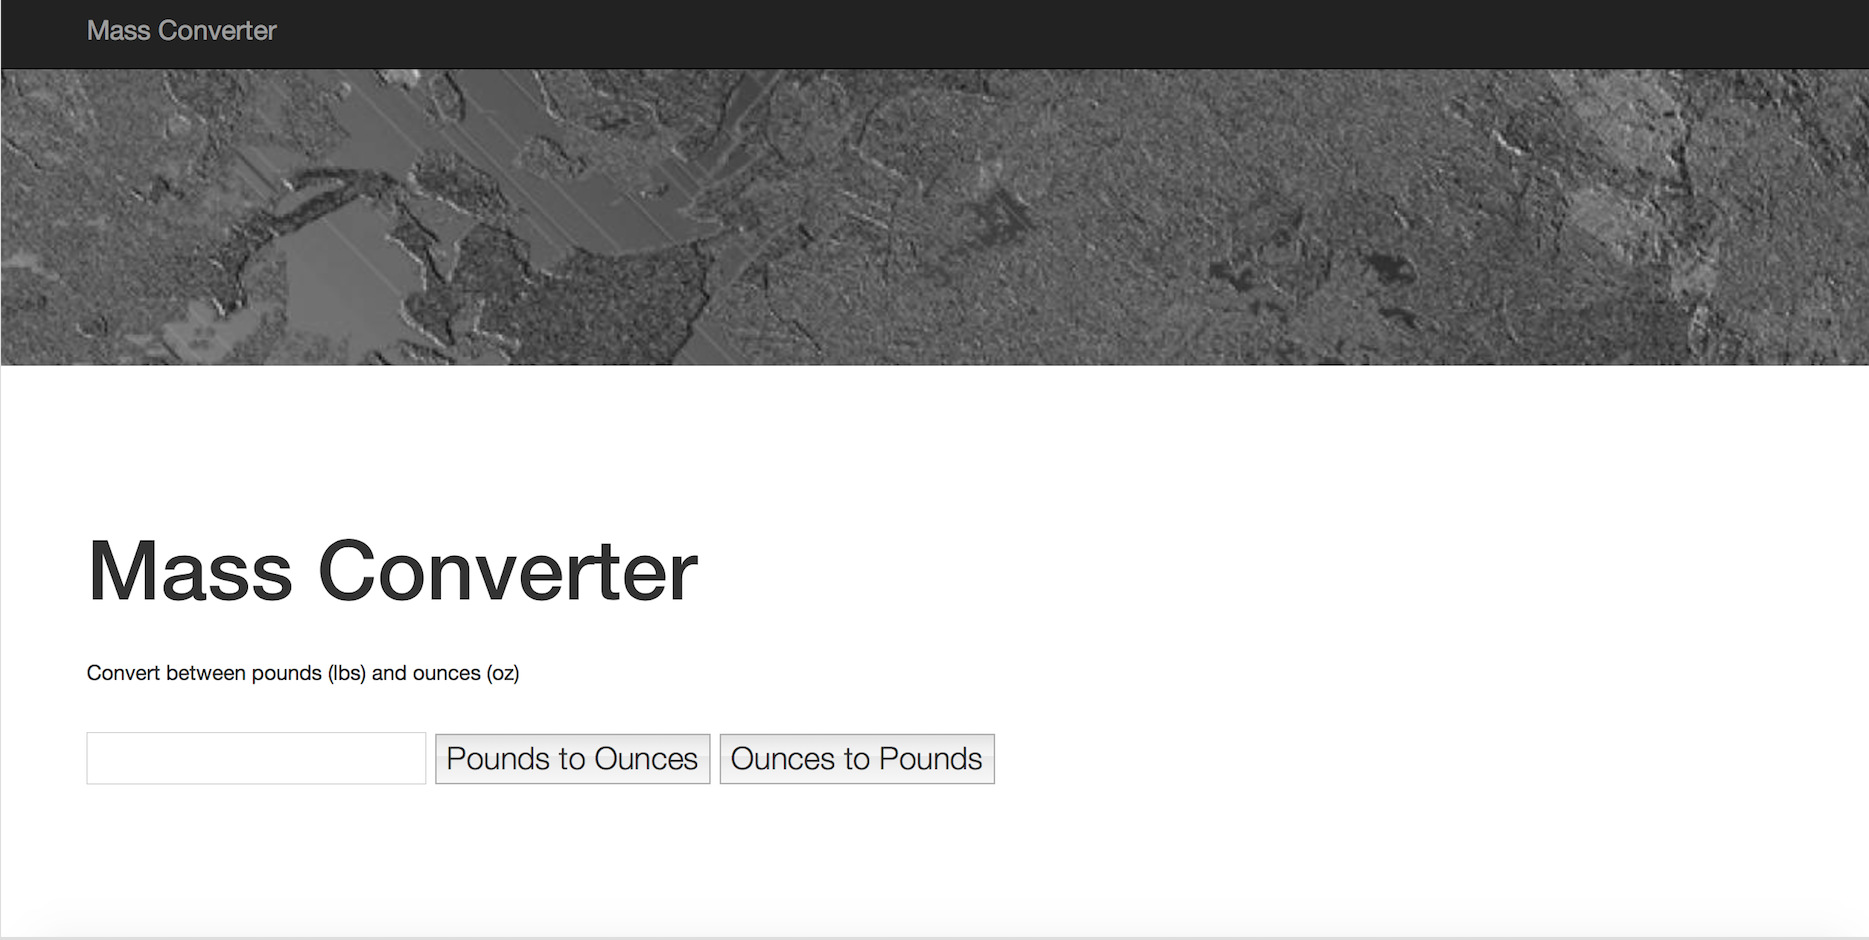 Mass Converter
Mass Converter
Convert between pounds (lbs) and ounces (oz)
Pounds to Ounces Ounces to Pounds